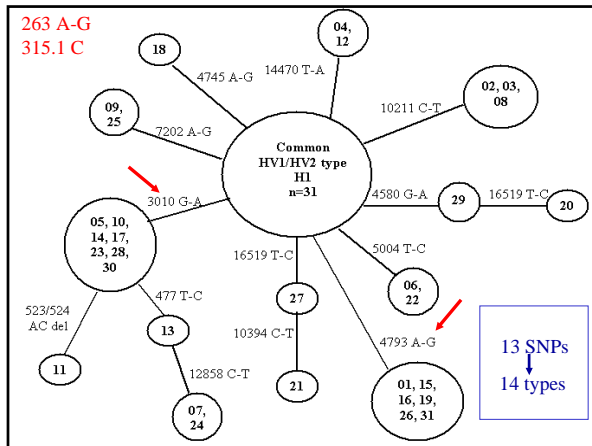 263 A-G
315.1 C
04,
12
18
4745 A-G
14470 T-A
02, 03,
08
10211 C-T
09,
25
7202 A-G
Common
HV1/HV2 type
H1
n=31
3010 G-A
4580 G-A
29
16519 T-C
20
05, 10,
14, 17,
23, 28,
30
16519 T-C
5004 T-C
06,
22
523/524
AC del
477 T-C
27
13
10394 C-T
4793 A-G
11
12858 C-T
21
07,
24
01, 15,
16, 19,
26, 31
13 SNPs
14 types